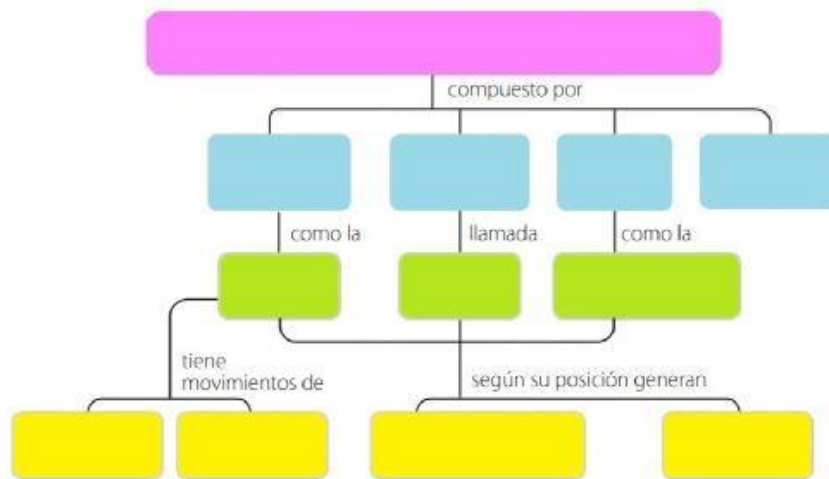 compuesto por
como la
llamada
como la
tiene
movimientos de
según su posición generan